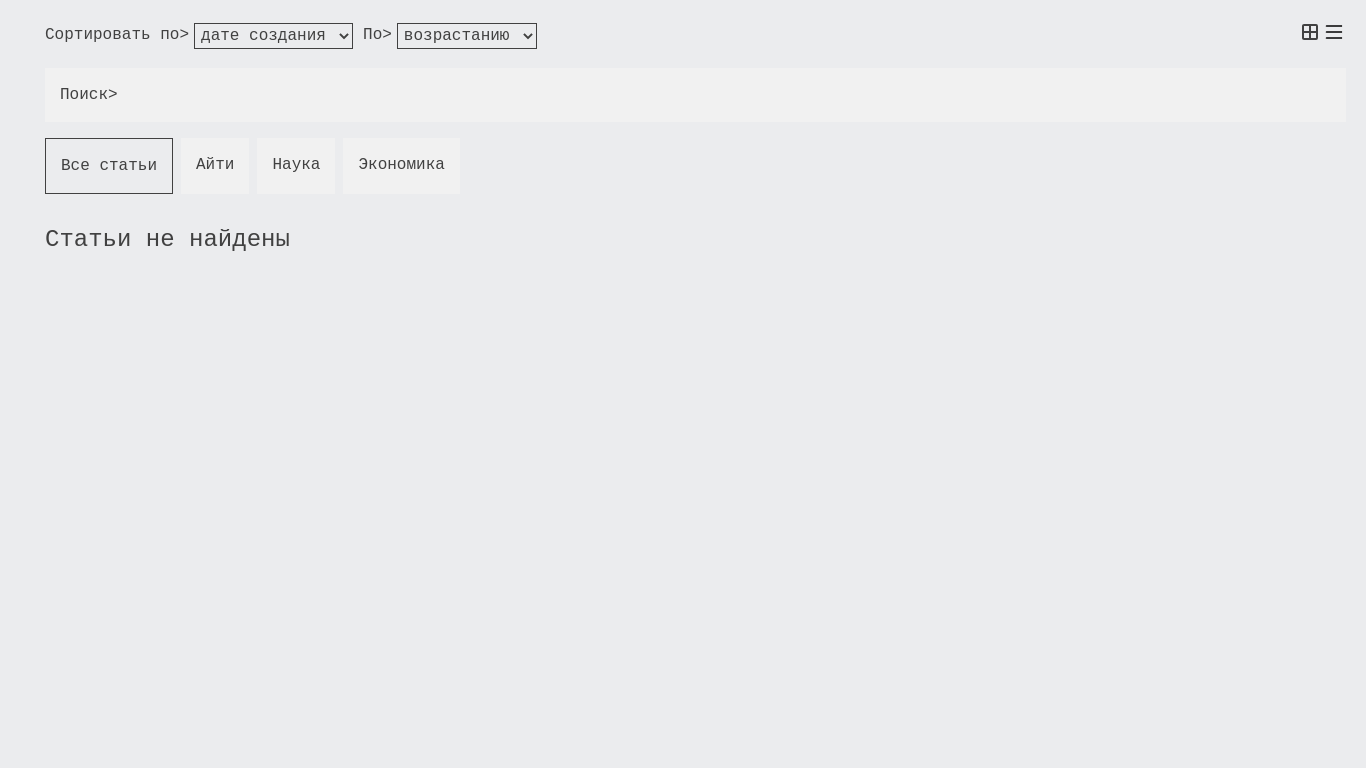 Сортировать по> дате создания По> возрастанию
Поиск>
Все статьи Айти Наука Экономика
Статьи не найдены